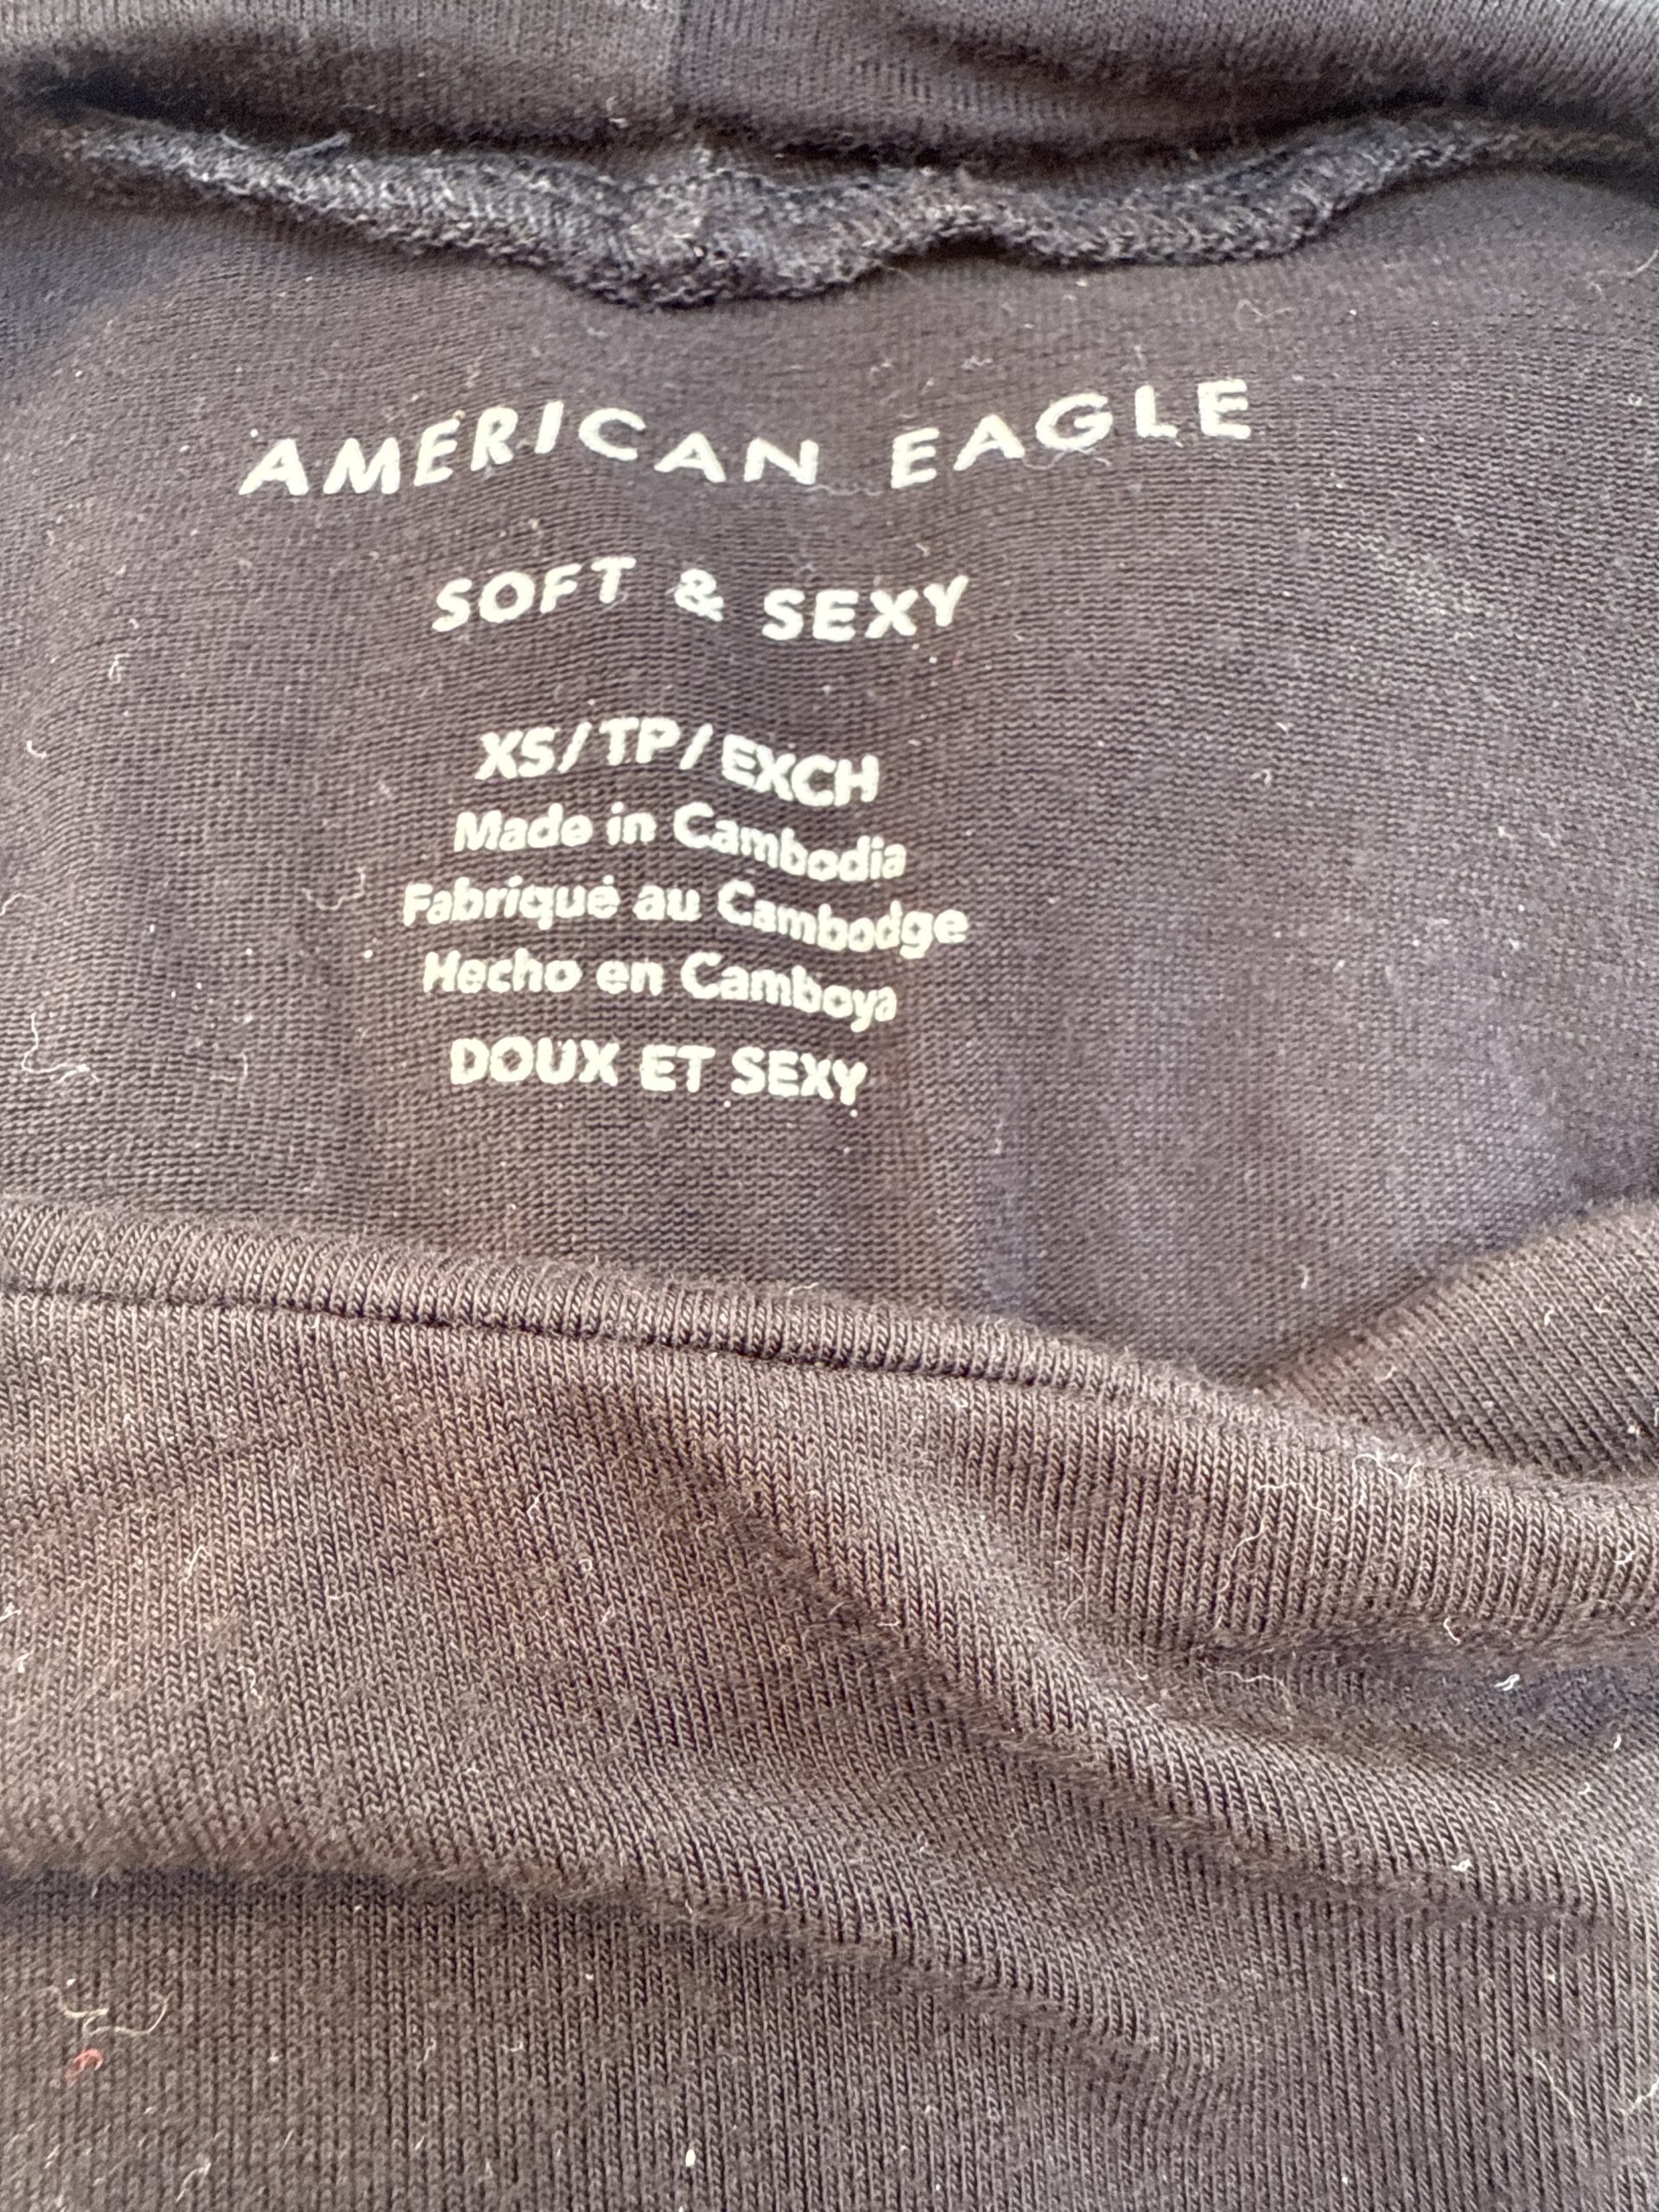 AMERICAN EAGLE
SOFT & SEXY
XS/TP/EXCH
Made in Cambodia
Fabriqué au Cambodge
Hecho en Camboya
DOUX ET SEXY